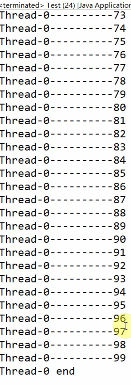 <terminated> Test (24) [Java Application
Thread-0---------73
Thread-0---------74
Thread-0---------75
Thread-0---------76
Thread-0---------77
Thread-0---------78
Thread-0---------79
Thread-0---------80
Thread-0---------81
Thread-0---------82
Thread-0---------83
Thread-0---------84
Thread-0---------85
Thread-0---------86
Thread-0---------87
Thread-0---------88
Thread-0---------89
Thread-0---------90
Thread-0---------91
Thread-0---------92
Thread-0---------93
Thread-0---------94
Thread-0---------95
Thread-0---------96
Thread-0---------97
Thread-0---------98
Thread-0---------99
Thread-0 end